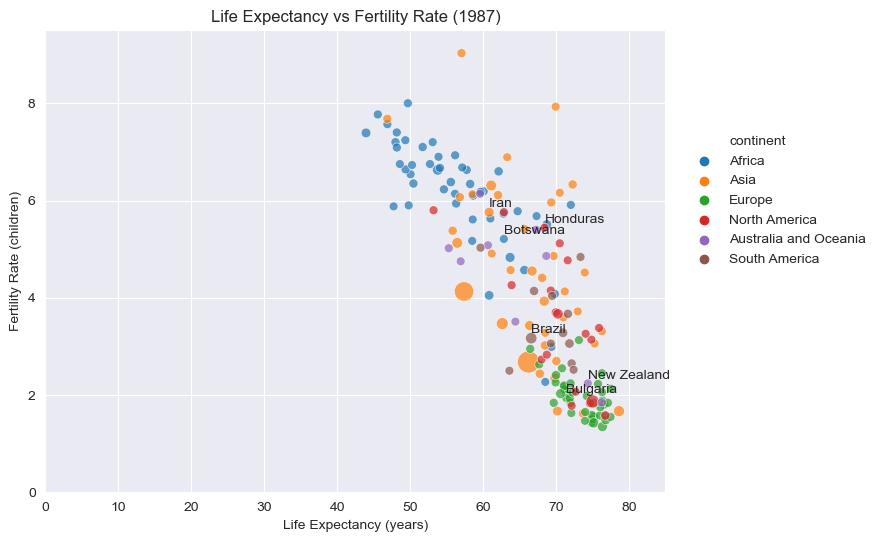 Life Expectancy vs Fertility Rate (1987)
8
6
4
2
0
Fertility Rate (children)
Iran
Honduras
Botswana
Brazil
New Zealand
Bulgaria
0 10 20 30 40 50 60 70 80
Life Expectancy (years)
continent
Africa
Asia
Europe
North America
Australia and Oceania
South America